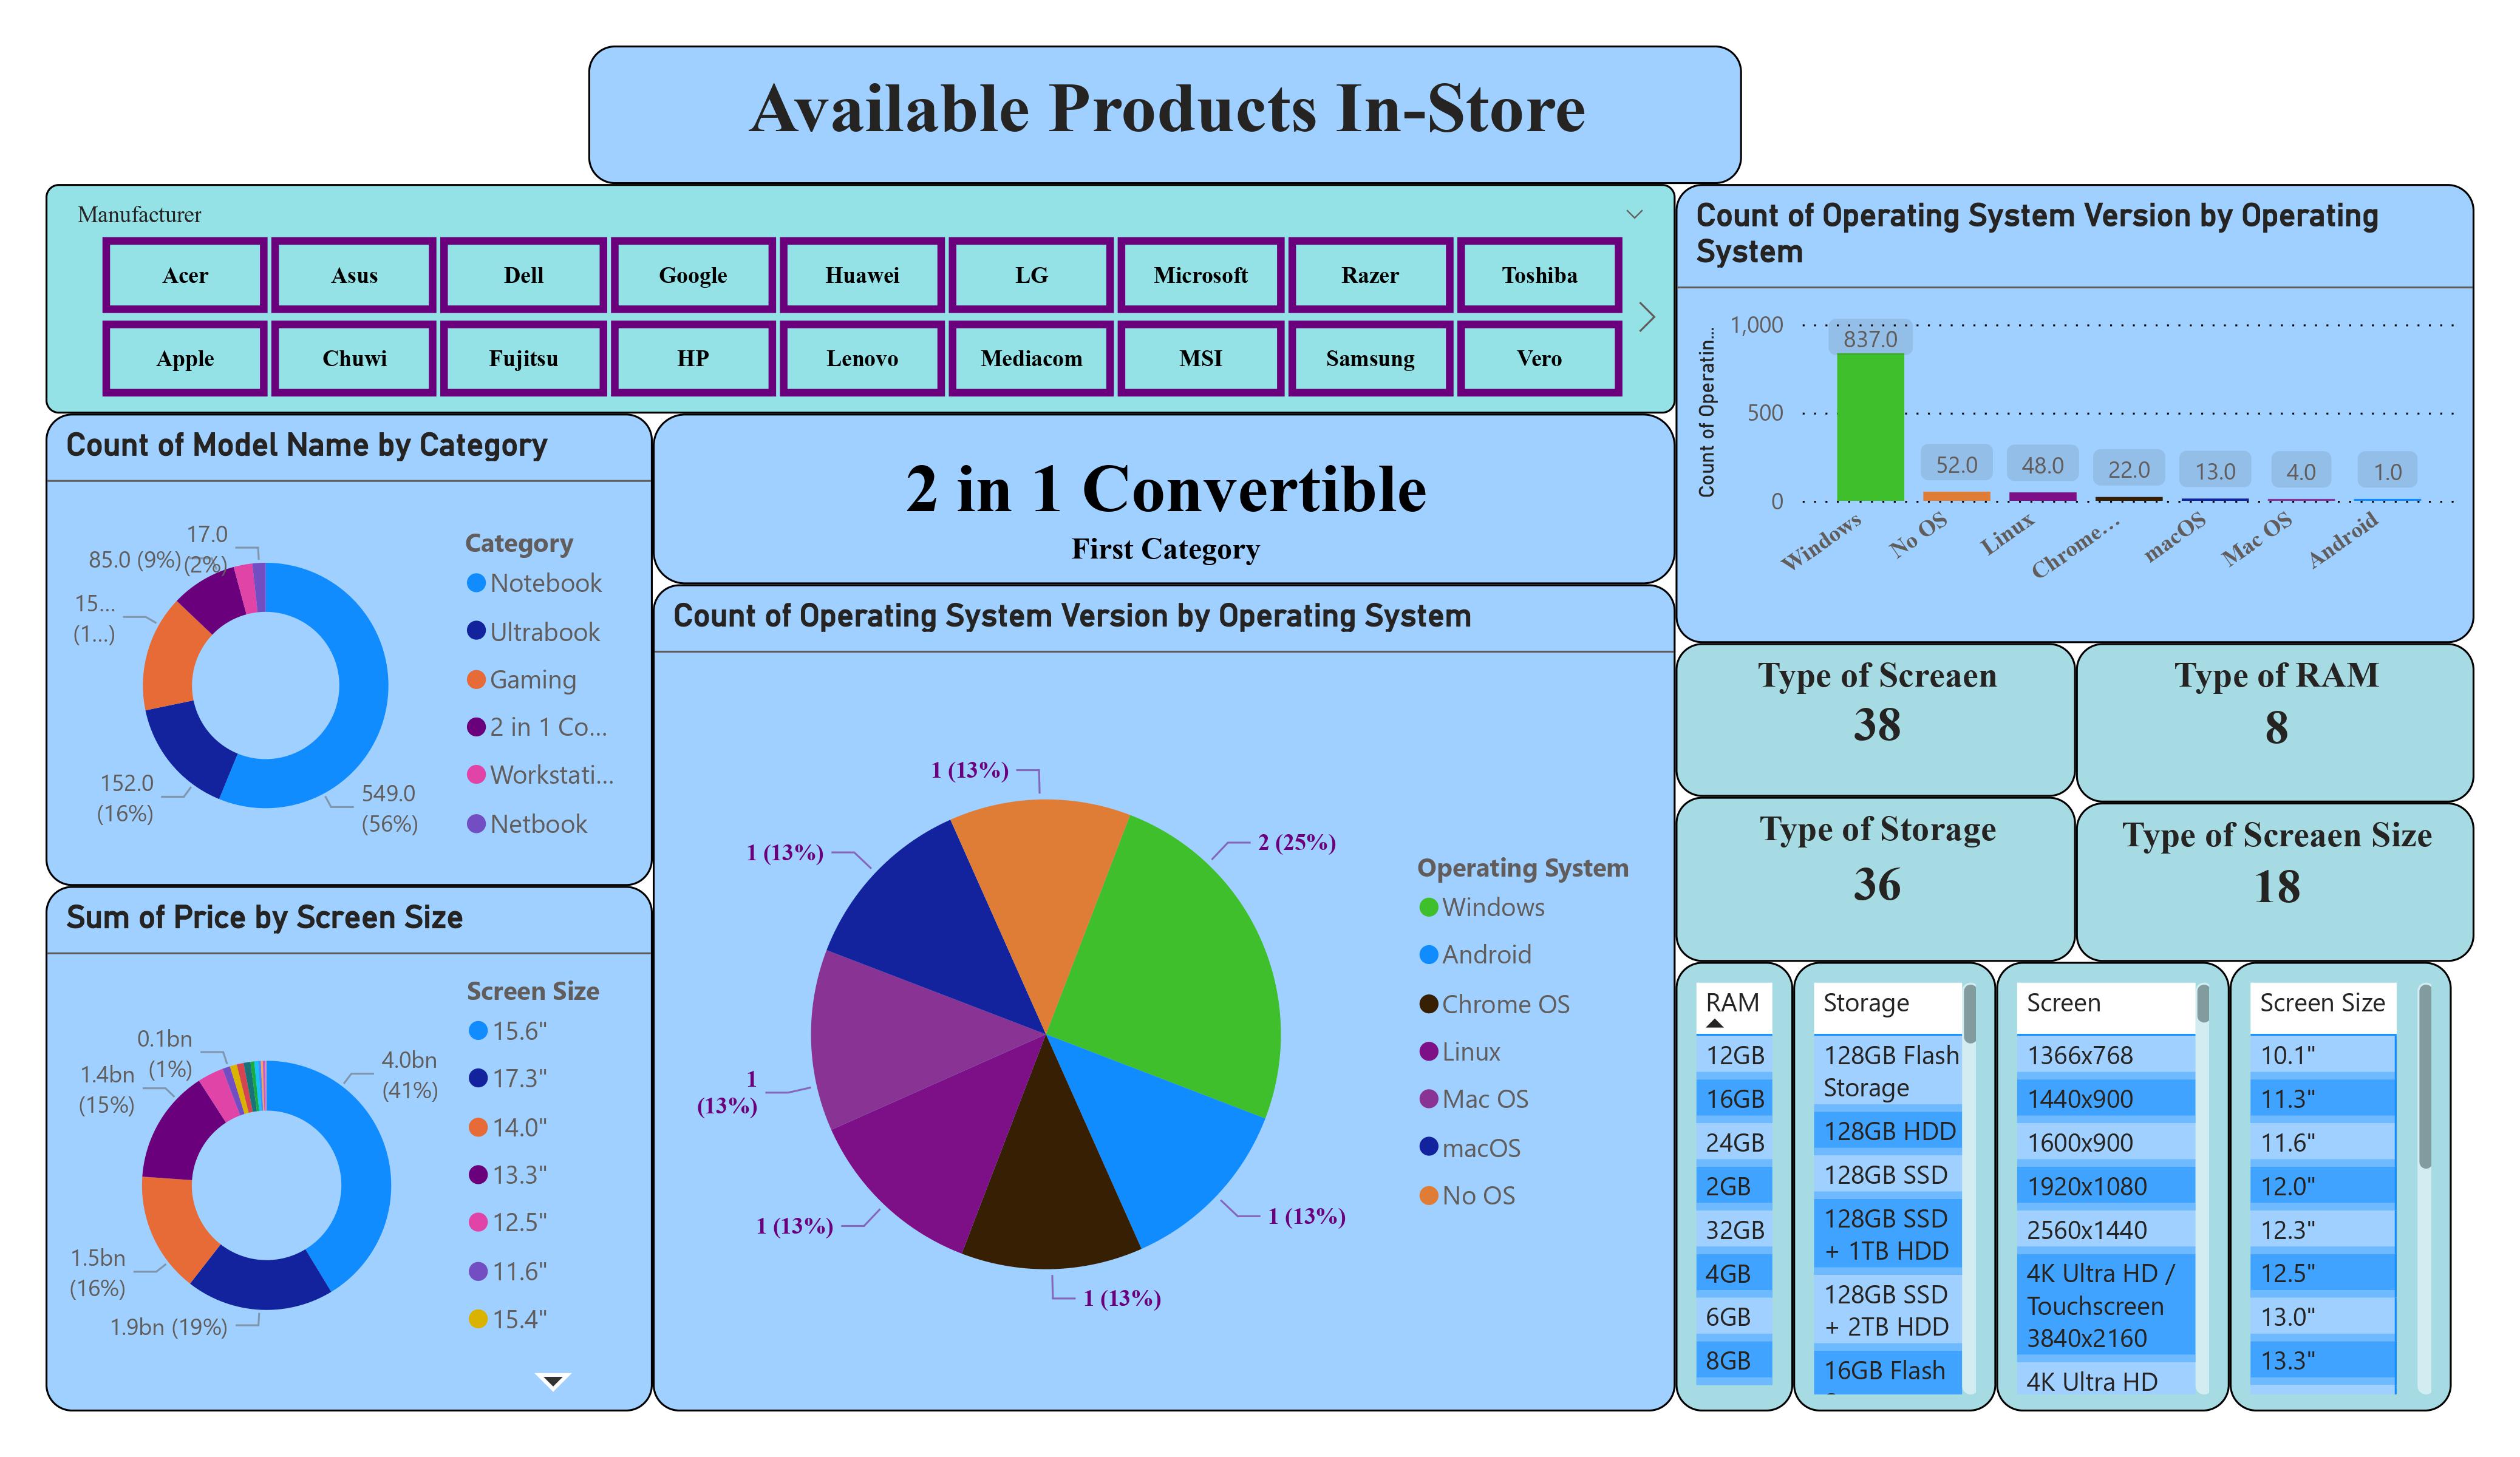 Available Products In-Store
Manufacturer
Acer
Asus
Dell
Google
Huawei
LG
Microsoft
Razer
Toshiba
Apple
Chuwi
Fujitsu
HP
Lenovo
Mediacom
MSI
Samsung
Vero
Count of Operating System Version by Operating
System
Count of Operatin...
1,000
500
0
837.0
52.0
48.0
22.0
13.0
4.0
1.0
Windows
No OS
Linux
Chrome…
macOS
Mac OS
Android
Count of Model Name by Category
17.0
(2%)
85.0 (9%)
15...
(1...)
152.0
(16%)
549.0
(56%)
Category
Notebook
Ultrabook
Gaming
2 in 1 Co...
Workstati...
Netbook
2 in 1 Convertible
First Category
Count of Operating System Version by Operating System
1 (13%)
2 (25%)
1 (13%)
1
(13%)
1 (13%)
1 (13%)
1 (13%)
Operating System
Windows
Android
Chrome OS
Linux
Mac OS
macOS
No OS
Type of Screaen
38
Type of RAM
8
Type of Storage
36
Type of Screaen Size
18
Sum of Price by Screen Size
0.1bn
(1%)
1.4bn
(15%)
4.0bn
(41%)
1.5bn
(16%)
1.9bn (19%)
Screen Size
15.6"
17.3"
14.0"
13.3"
12.5"
11.6"
15.4"
RAM
12GB
16GB
24GB
2GB
32GB
4GB
6GB
8GB
Storage
128GB Flash
Storage
128GB HDD
128GB SSD
128GB SSD
+ 1TB HDD
128GB SSD
+ 2TB HDD
16GB Flash
Screen
1366x768
1440x900
1600x900
1920x1080
2560x1440
4K Ultra HD /
Touchscreen
3840x2160
4K Ultra HD
Screen Size
10.1"
11.3"
11.6"
12.0"
12.3"
12.5"
13.0"
13.3"